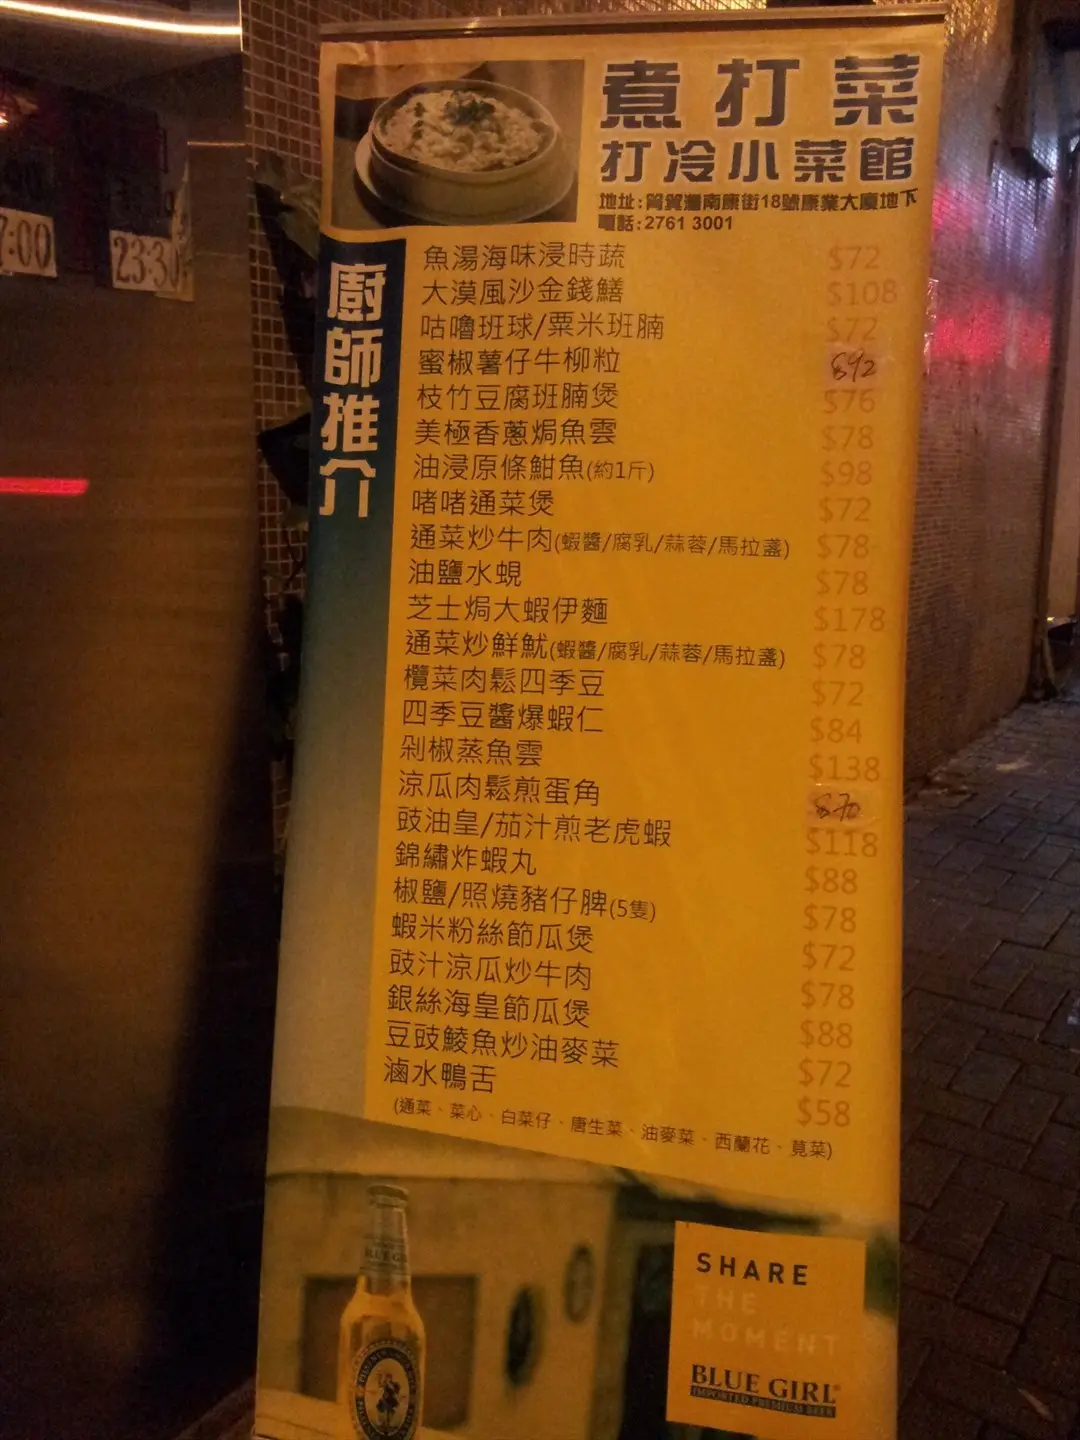 煮打菜
打冷小菜館
地址:筲箕灣南康街18號康業大廈地下
電話:2761 3001
7:00
23:30
廚師推介
魚湯海味浸時蔬 $72
大漠風沙金錢鱔 $108
咕嚕班球/粟米班腩 $72
蜜椒薯仔牛柳粒 $92
枝竹豆腐班腩煲 $76
美極香蔥焗魚雲 $78
油浸原條鮒魚(約1斤) $98
啫啫通菜煲 $72
通菜炒牛肉(蝦醬/腐乳/蒜蓉/馬拉盞) $78
油鹽水蜆 $78
芝士焗大蝦伊麵 $178
通菜炒鮮魷(蝦醬/腐乳/蒜蓉/馬拉盞) $78
欖菜肉鬆四季豆 $72
四季豆醬爆蝦仁 $84
剁椒蒸魚雲 $138
涼瓜肉鬆煎蛋角 $70
豉油皇/茄汁煎老虎蝦 $118
錦繡炸蝦丸 $88
椒鹽/照燒豬仔脾(5隻) $78
蝦米粉絲節瓜煲 $72
豉汁涼瓜炒牛肉 $78
銀絲海皇節瓜煲 $88
豆豉鯪魚炒油麥菜 $72
滷水鴨舌 $58
(通菜、菜心、白菜仔、唐生菜、油麥菜、西蘭花、莧菜)
SHARE
THE
MOMENT
BLUE GIRL
IMPORTED PREMIUM BEER
BLUE GIRL